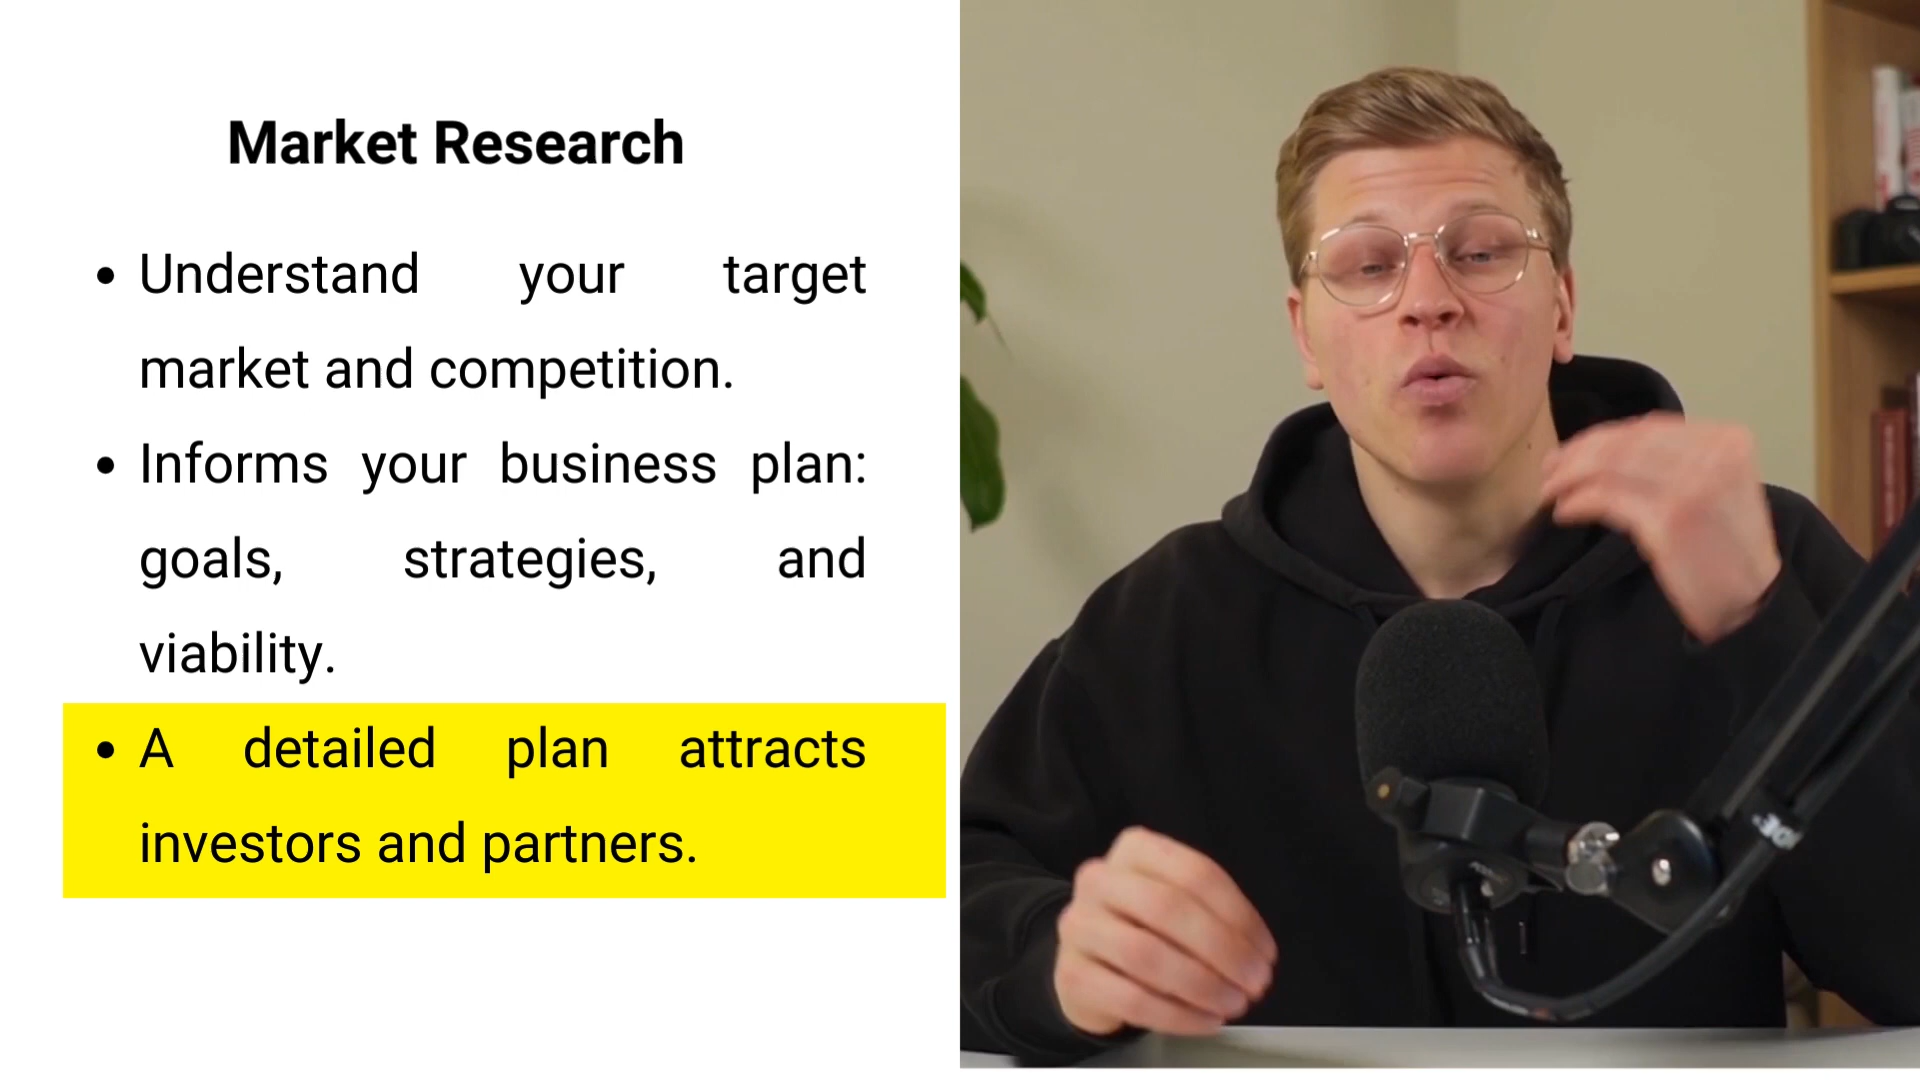 Market Research
• Understand your target
market and competition.
• Informs your business plan:
goals, strategies, and
viability.
• A detailed plan attracts
investors and partners.